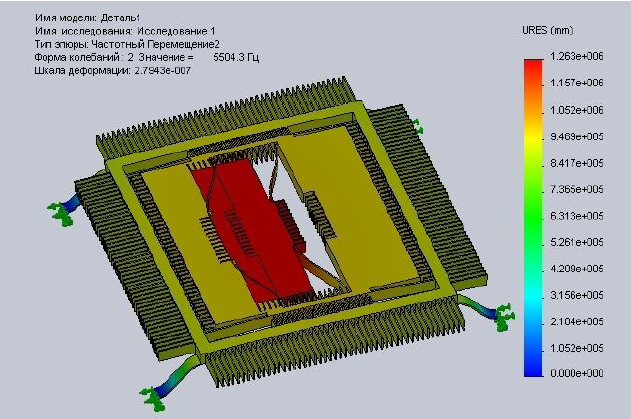 Имя модели: Деталь1
Имя исследования: Исследование 1
Тип эпюры: Частотный Перемещение2
Форма колебаний: 2 Значение = 5504.3 Гц
Шкала деформации: 2.7943e-007
URES (mm)
1.263e+006
1.157e+006
1.052e+006
9.469e+005
8.417e+005
7.365e+005
6.313e+005
5.261e+005
4.209e+005
3.156e+005
2.104e+005
1.052e+005
0.000e+000